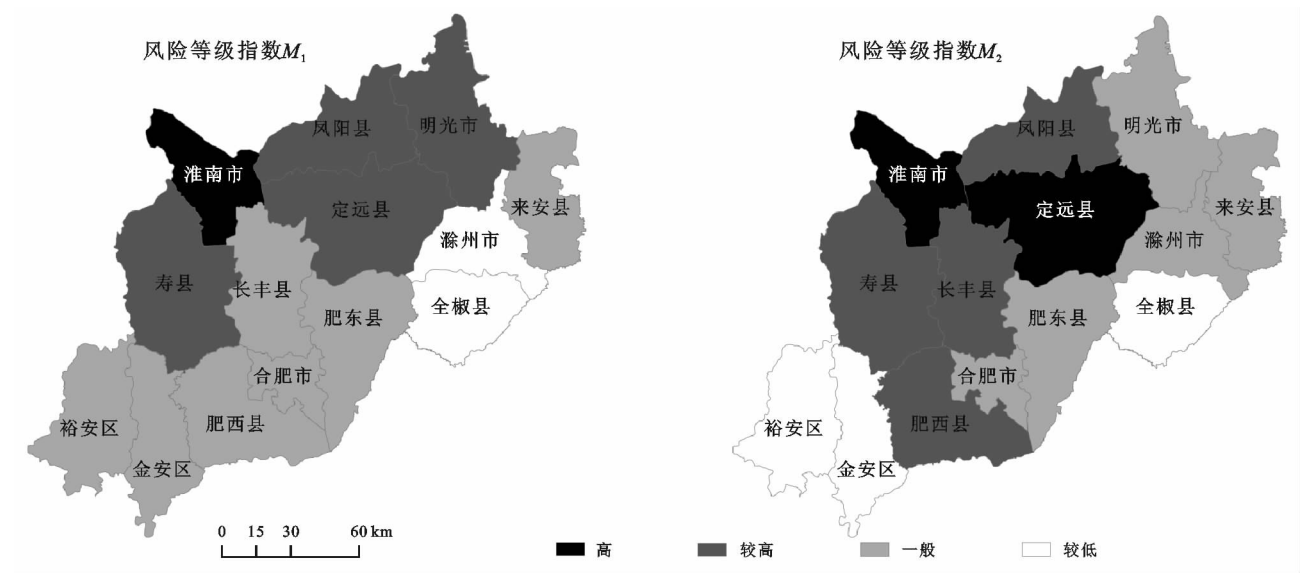 风险等级指数M₁
凤阳县
明光市
淮南市
定远县
来安县
滁州市
寿县
长丰县
全椒县
肥东县
合肥市
裕安区
肥西县
金安区
0 15 30 60 km
风险等级指数M₂
凤阳县
明光市
淮南市
定远县
来安县
滁州市
寿县
长丰县
全椒县
肥东县
合肥市
裕安区
肥西县
金安区
高 较高 一般 较低